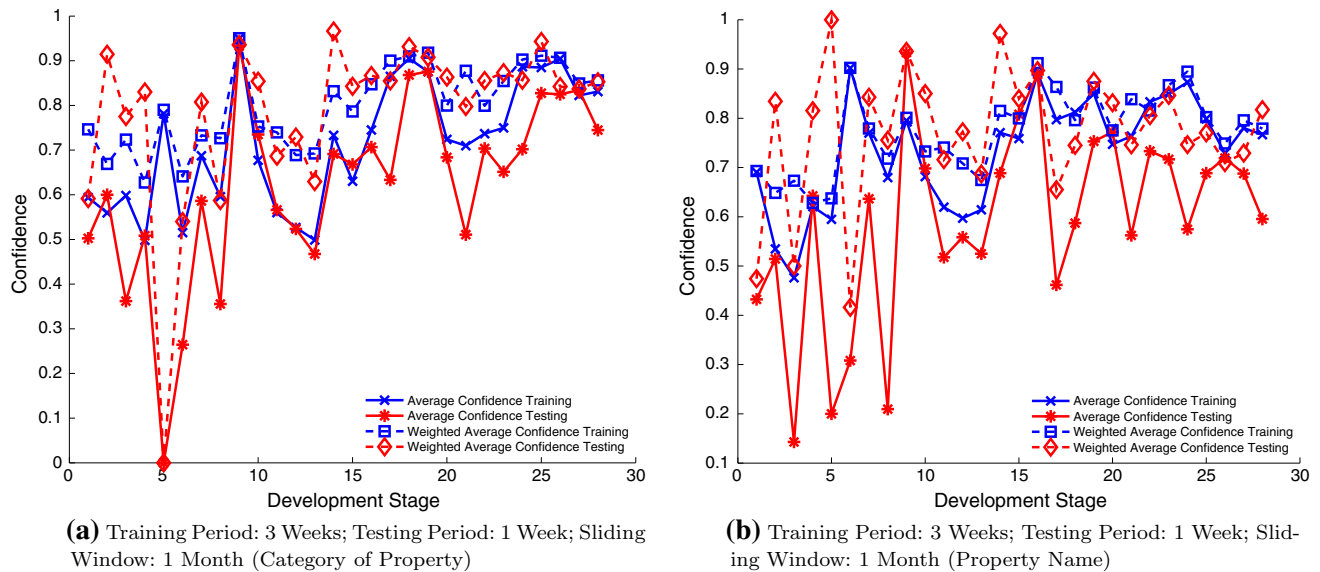 1
0.9
0.8
0.7
0.6
0.5
0.4
0.3
0.2
0.1
0
Confidence
0 5 10 15 20 25 30
Development Stage
Average Confidence Training
Average Confidence Testing
Weighted Average Confidence Training
Weighted Average Confidence Testing
(a) Training Period: 3 Weeks; Testing Period: 1 Week; Sliding
Window: 1 Month (Category of Property)
1
0.9
0.8
0.7
0.6
0.5
0.4
0.3
0.2
0.1
Confidence
0 5 10 15 20 25 30
Development Stage
Average Confidence Training
Average Confidence Testing
Weighted Average Confidence Training
Weighted Average Confidence Testing
(b) Training Period: 3 Weeks; Testing Period: 1 Week; Slid-
ing Window: 1 Month (Property Name)